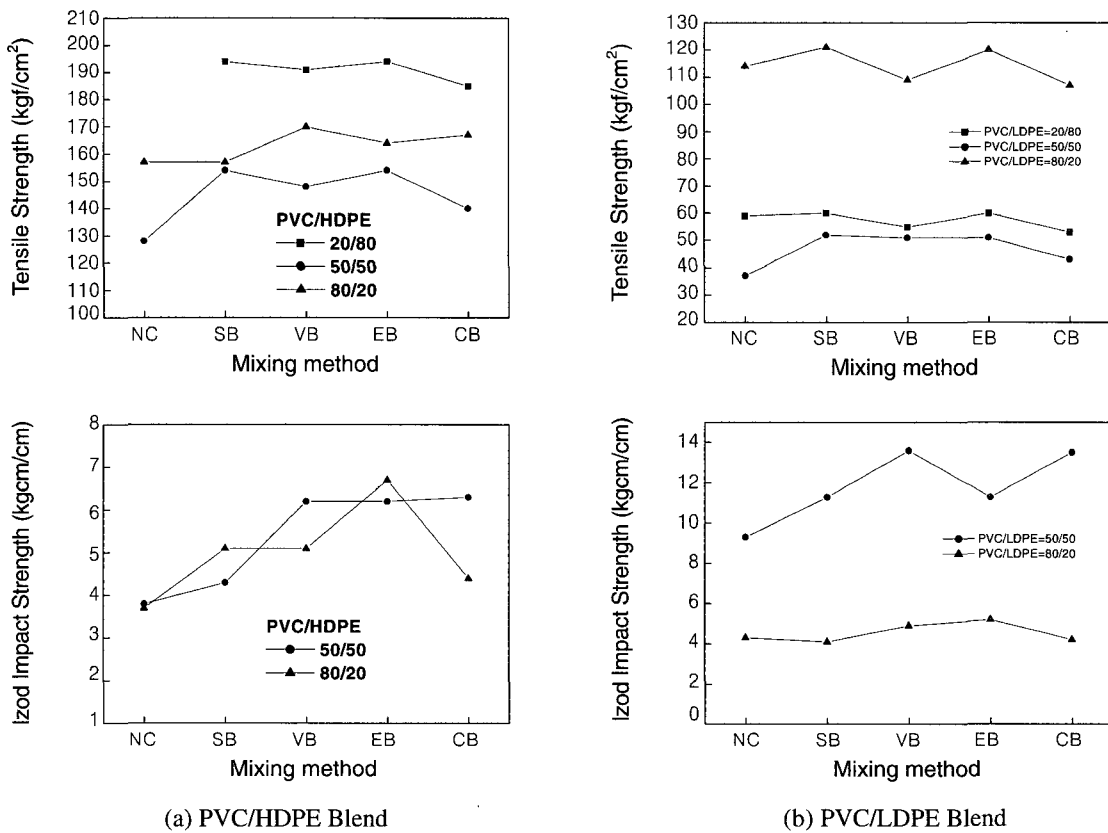 Tensile Strength (kgf/cm²)
210
200
190
180
170
160
150
140
130
120
110
100
PVC/HDPE
20/80
50/50
80/20
NC SB VB EB CB
Mixing method
Tensile Strength (kgf/cm²)
130
120
110
100
90
80
70
60
50
40
30
20
PVC/LDPE=20/80
PVC/LDPE=50/50
PVC/LDPE=80/20
NC SB VB EB CB
Mixing method
Izod Impact Strength (kgcm/cm)
8
7
6
5
4
3
2
1
PVC/HDPE
50/50
80/20
NC SB VB EB CB
Mixing method
(a) PVC/HDPE Blend
Izod Impact Strength (kgcm/cm)
14
12
10
8
6
4
2
0
PVC/LDPE=50/50
PVC/LDPE=80/20
NC SB VB EB CB
Mixing method
(b) PVC/LDPE Blend